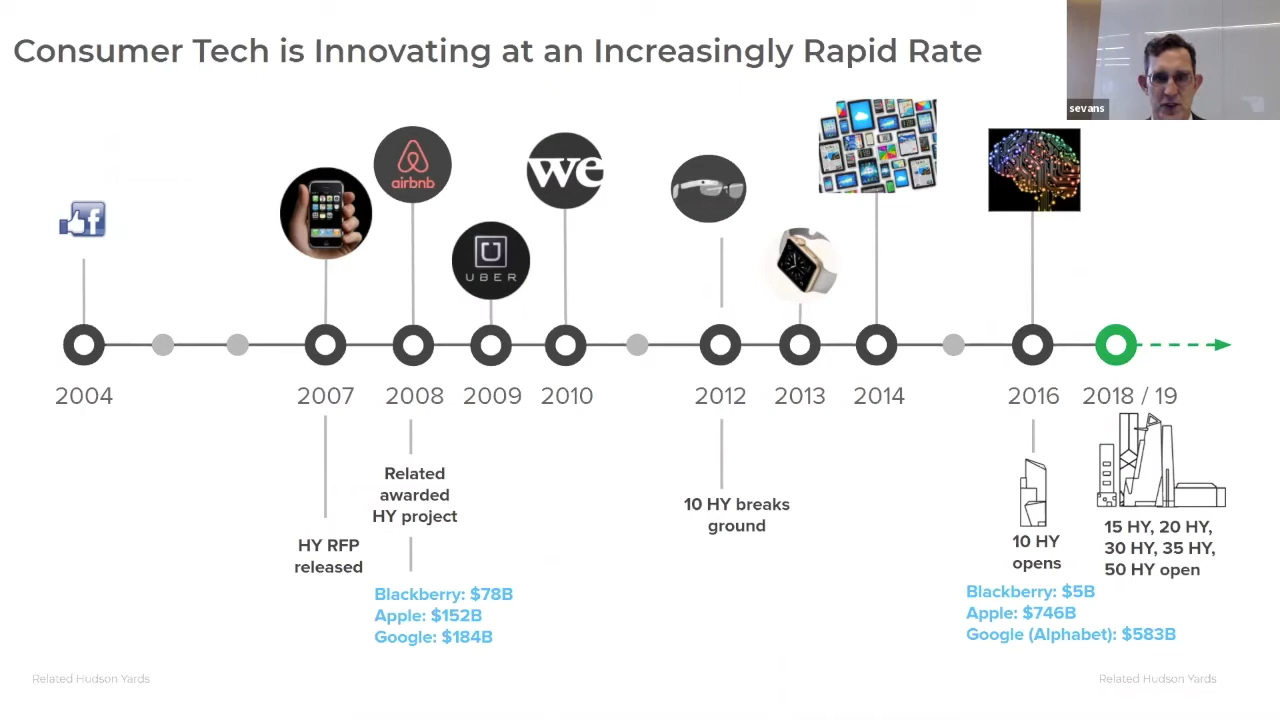 Consumer Tech is Innovating at an Increasingly Rapid Rate
sevans
f
airbnb
we
UBER
2004
2007
2008
2009
2010
2012
2013
2014
2016
2018 / 19
HY RFP
released
Related
awarded
HY project
Blackberry: $78B
Apple: $152B
Google: $184B
10 HY breaks
ground
10 HY
opens
Blackberry: $5B
Apple: $746B
Google (Alphabet): $583B
15 HY, 20 HY,
30 HY, 35 HY,
50 HY open
Related Hudson Yards
Related Hudson Yards